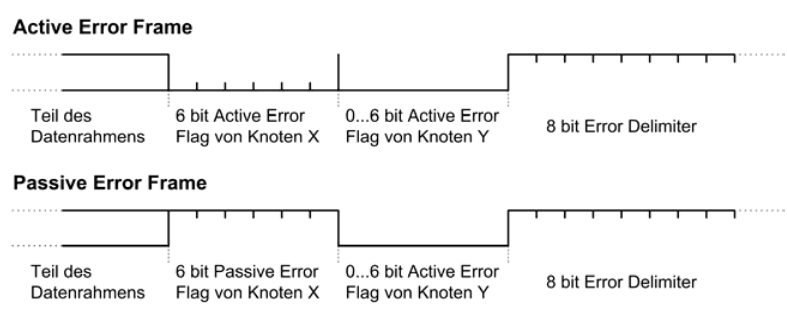 Active Error Frame
Teil des
Datenrahmens
6 bit Active Error
Flag von Knoten X
0...6 bit Active Error
Flag von Knoten Y
8 bit Error Delimiter
Passive Error Frame
Teil des
Datenrahmens
6 bit Passive Error
Flag von Knoten X
0...6 bit Active Error
Flag von Knoten Y
8 bit Error Delimiter